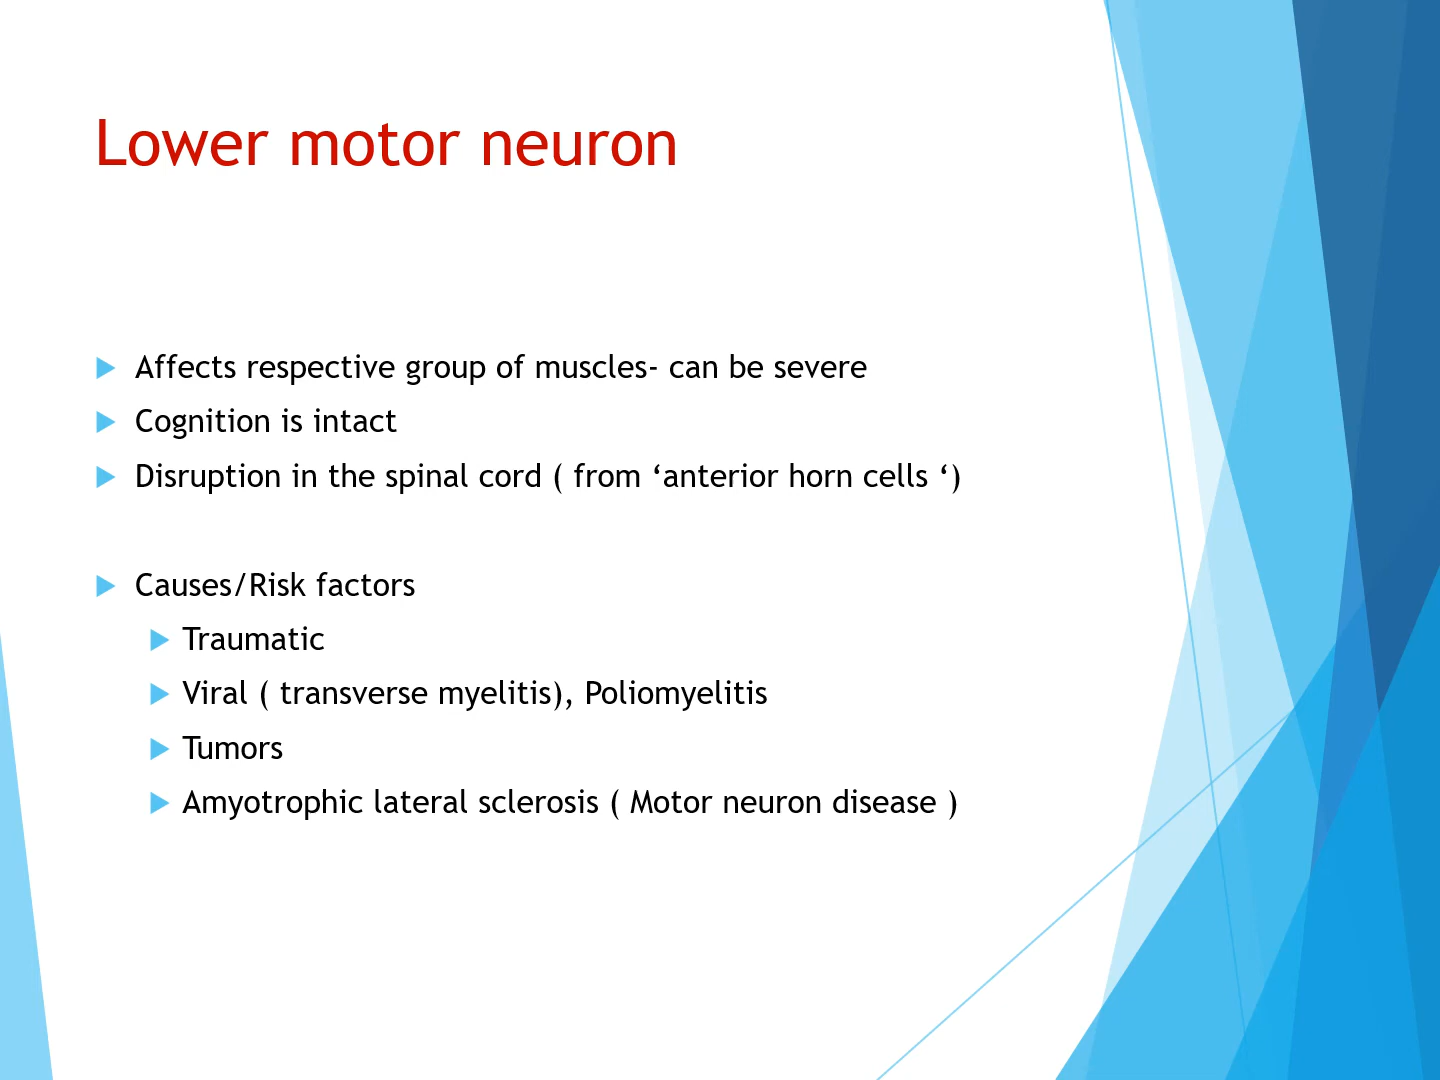 Lower motor neuron
Affects respective group of muscles- can be severe
Cognition is intact
Disruption in the spinal cord ( from ‘anterior horn cells ‘)
Causes/Risk factors
Traumatic
Viral ( transverse myelitis), Poliomyelitis
Tumors
Amyotrophic lateral sclerosis ( Motor neuron disease )